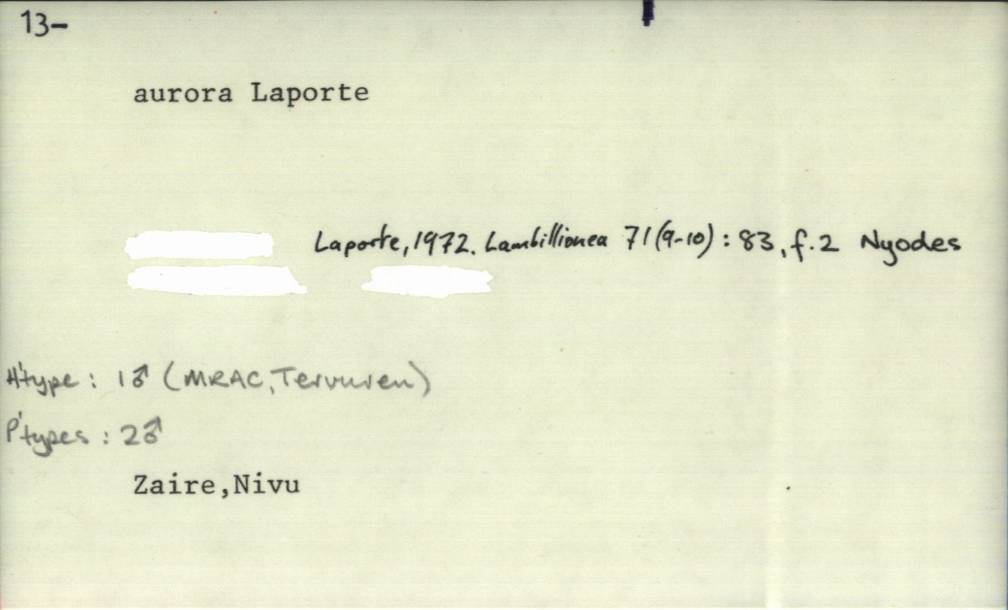 13-
aurora Laporte
Laporte, 1972. Lambillionea 71(9-10): 83, f.2 Nyodes
H'type: 1♂ (MRAC, Tervuren)
P'types: 2♂
Zaire,Nivu